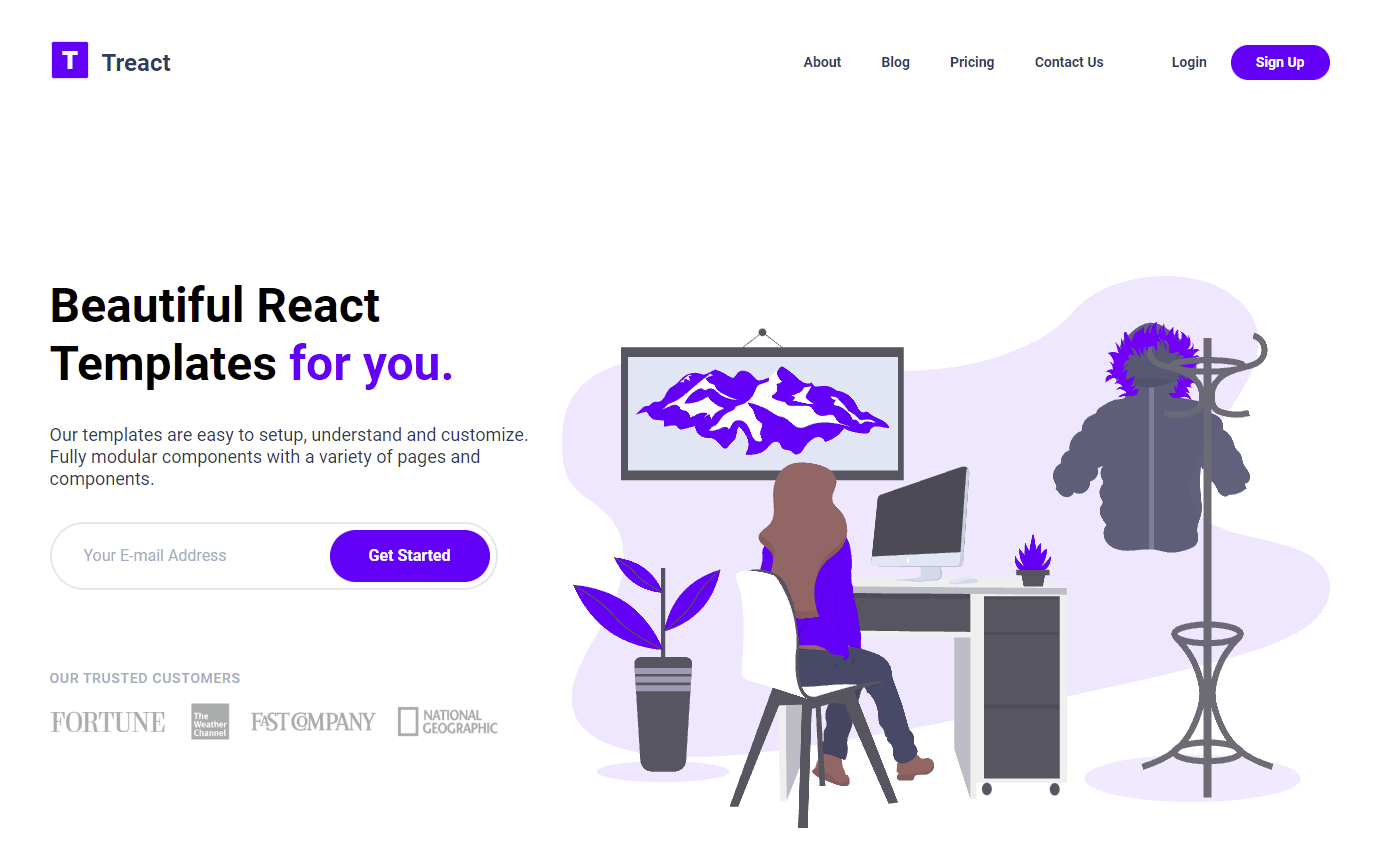 T Treact
About Blog Pricing Contact Us Login Sign Up
Beautiful React
Templates for you.
Our templates are easy to setup, understand and customize.
Fully modular components with a variety of pages and
components.
Your E-mail Address Get Started
OUR TRUSTED CUSTOMERS
FORTUNE
The
Weather
Channel
FAST COMPANY
NATIONAL
GEOGRAPHIC